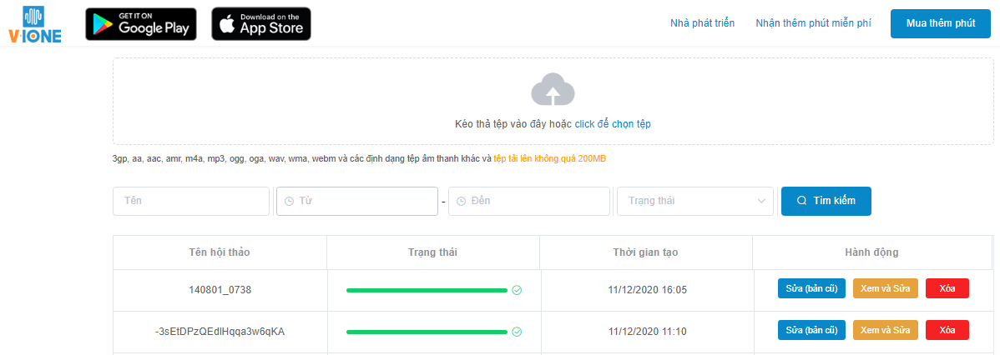 V-IONE
GET IT ON
Google Play
Download on the
App Store
Nhà phát triển
Nhận thêm phút miễn phí
Mua thêm phút
Kéo thả tệp vào đây hoặc click để chọn tệp
3gp, aa, aac, amr, m4a, mp3, ogg, oga, wav, wma, webm và các định dạng tệp âm thanh khác và tệp tải lên không quá 200MB
Tên
Từ
-
Đến
Trạng thái
Tìm kiếm
Tên hội thảo
Trạng thái
Thời gian tạo
Hành động
140801_0738
11/12/2020 16:05
Sửa (bản cũ)
Xem và Sửa
Xóa
-3sEtDPzQEdlHqqa3w6qKA
11/12/2020 11:10
Sửa (bản cũ)
Xem và Sửa
Xóa